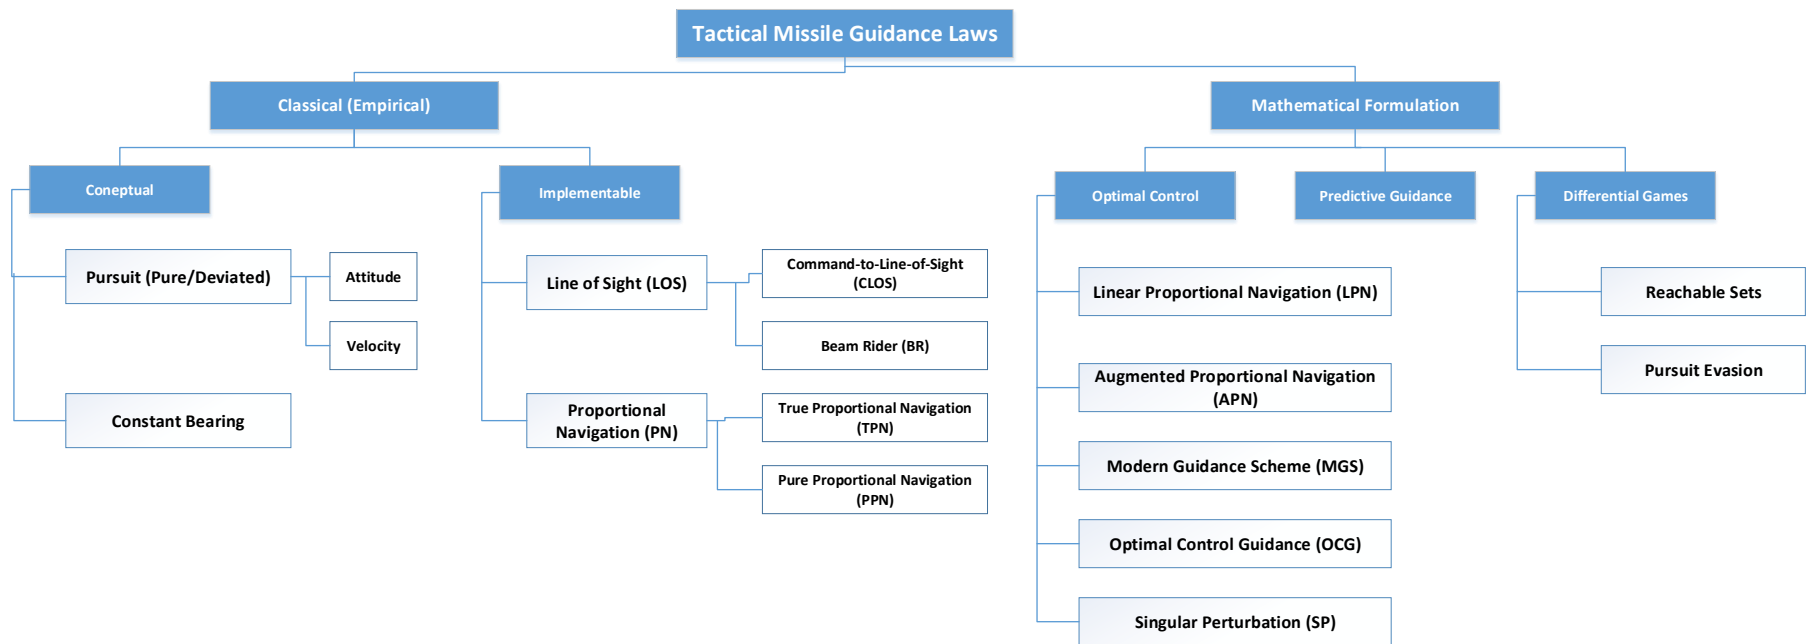 Tactical Missile Guidance Laws
Classical (Empirical)
Mathematical Formulation
Coneptual
Implementable
Optimal Control
Predictive Guidance
Differential Games
Pursuit (Pure/Deviated)
Attitude
Velocity
Constant Bearing
Line of Sight (LOS)
Command-to-Line-of-Sight
(CLOS)
Beam Rider (BR)
Proportional
Navigation (PN)
True Proportional Navigation
(TPN)
Pure Proportional Navigation
(PPN)
Linear Proportional Navigation (LPN)
Augmented Proportional Navigation
(APN)
Modern Guidance Scheme (MGS)
Optimal Control Guidance (OCG)
Singular Perturbation (SP)
Reachable Sets
Pursuit Evasion